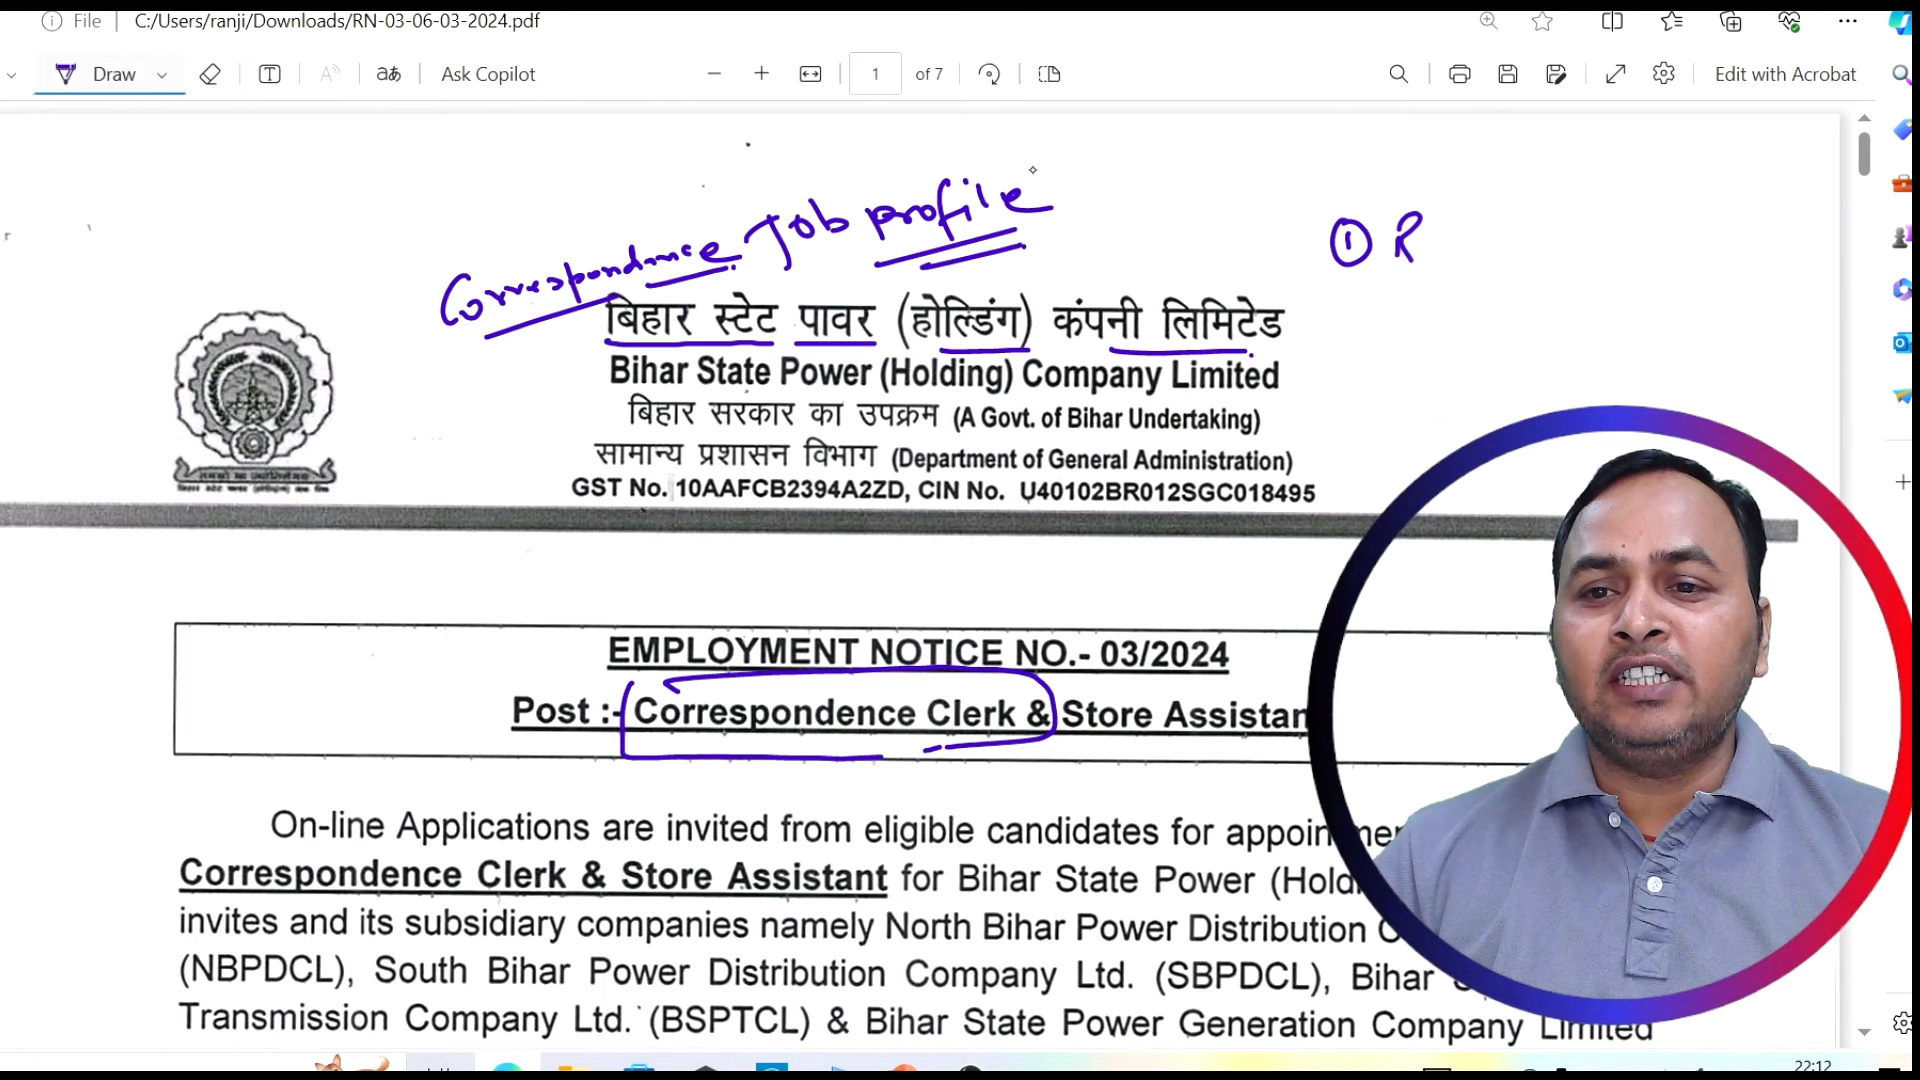 File | C:/Users/ranji/Downloads/RN-03-06-03-2024.pdf
Draw aあ Ask Copilot 1 of 7 Edit with Acrobat
Correspondance Job profile
① R
बिहार स्टेट पावर (होल्डिंग) कंपनी लिमिटेड
Bihar State Power (Holding) Company Limited
बिहार सरकार का उपक्रम (A Govt. of Bihar Undertaking)
सामान्य प्रशासन विभाग (Department of General Administration)
GST No. 10AAFCB2394A2ZD, CIN No. U40102BR012SGC018495
EMPLOYMENT NOTICE NO.- 03/2024
Post :- Correspondence Clerk & Store Assistan
On-line Applications are invited from eligible candidates for appoin
Correspondence Clerk & Store Assistant for Bihar State Power (Hold
invites and its subsidiary companies namely North Bihar Power Distribution
(NBPDCL), South Bihar Power Distribution Company Ltd. (SBPDCL), Bihar
Transmission Company Ltd. (BSPTCL) & Bihar State Power Generation Company Limited
22:12